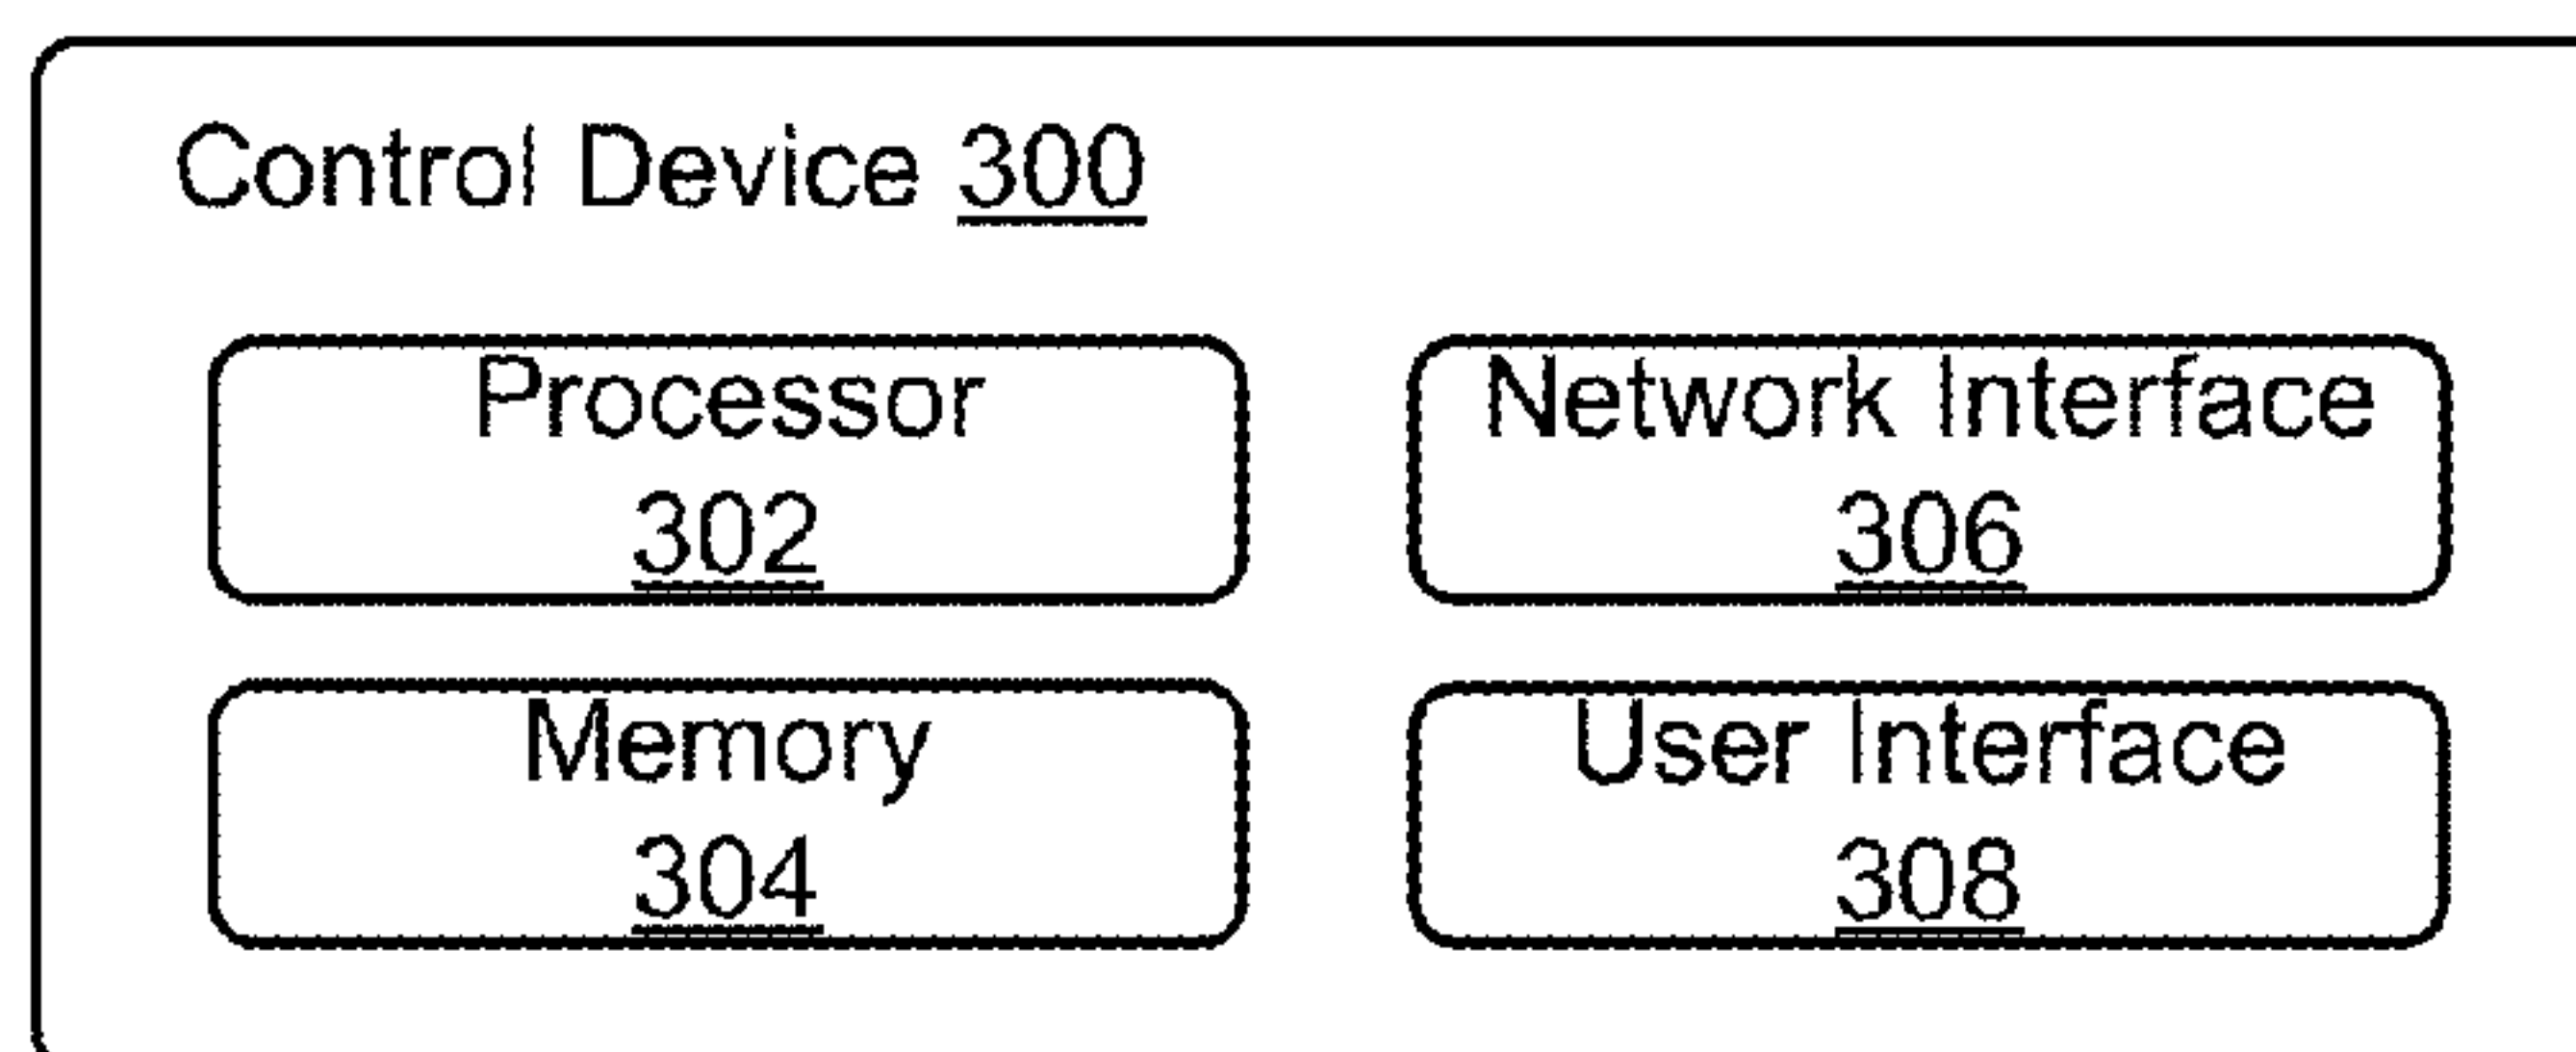 Control Device 300
Processor
302
Network Interface
306
Memory
304
User Interface
308